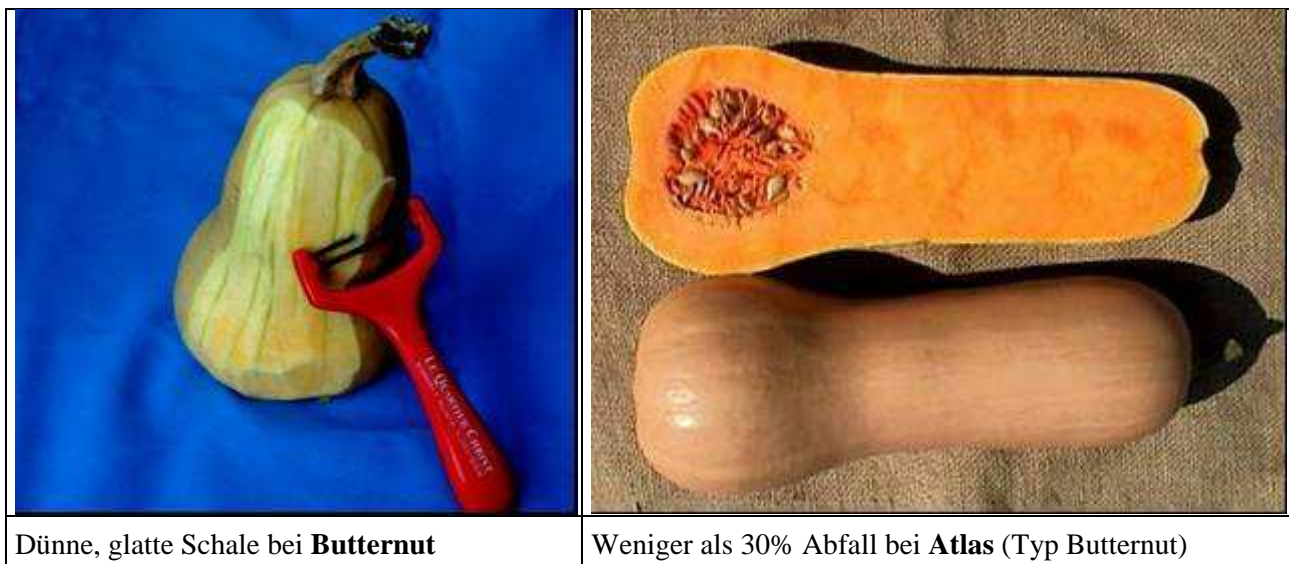 Dünne, glatte Schale bei Butternut
Weniger als 30% Abfall bei Atlas (Typ Butternut)